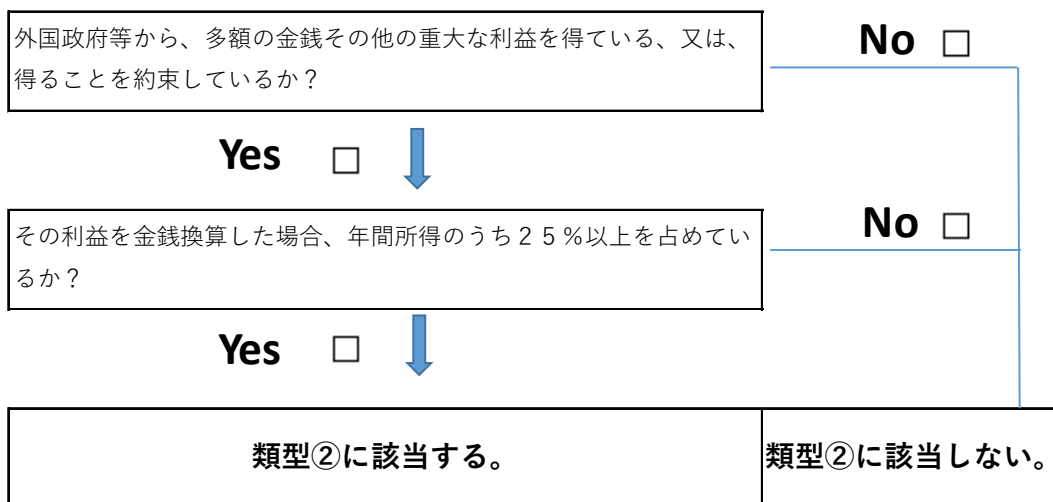 外国政府等から、多額の金銭その他の重大な利益を得ている、又は、
得ることを約束しているか？
No □
Yes □
その利益を金銭換算した場合、年間所得のうち２５％以上を占めてい
るか？
No □
Yes □
類型②に該当する。
類型②に該当しない。